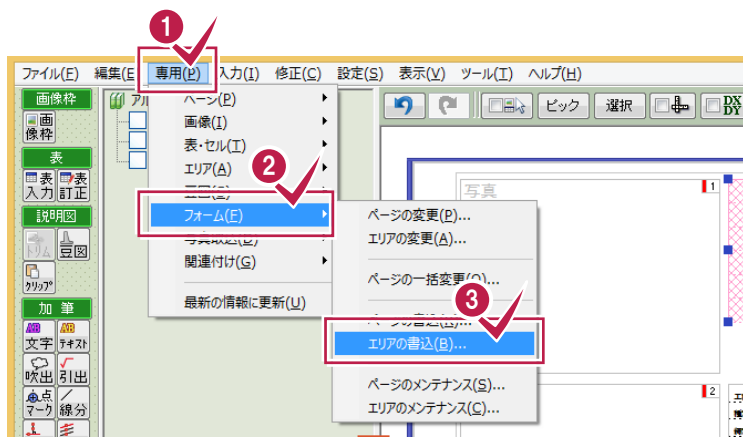 1
ファイル(F) 編集(E 専用(P) 入力(I) 修正(C) 設定(S) 表示(V) ツール(T) ヘルプ(H)
画像枠
画
像枠
表
表 表
入力 訂正
説明図
トリム 豆図
クリップ
加 筆
文字 テキスト
吹出 引出
点
マーク 線分
ページ(P)
画像(I)
表・セル(T)
エリア(A)
2
フォーム(F)
関連付け(G)
最新の情報に更新(U)
ページの変更(P)...
エリアの変更(A)...
ページの一括変更(O)...
3
エリアの書込(B)...
ページのメンテナンス(S)...
エリアのメンテナンス(C)...
ピック 選択 DX DY
写真 1
2